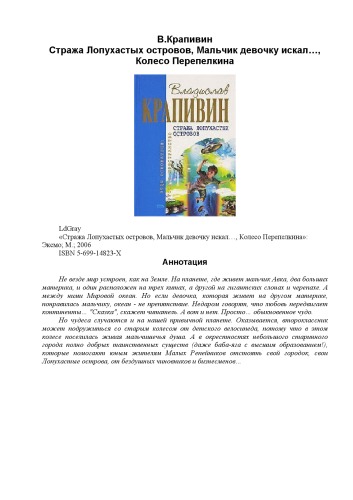 В.Крапивин
Стража Лопухастых островов, Мальчик девочку искал…,
Колесо Перепелкина
Владислав
КРАПИВИН
СТРАЖА ЛОПУХАСТЫХ
ОСТРОВОВ
LdGray
«Стража Лопухастых островов, Мальчик девочку искал…, Колесо Перепелкина»:
Эксмо; М.; 2006
ISBN 5-699-14823-X
Аннотация
Не везде мир устроен, как на Земле. На планете, где живет мальчик Авка, два больших
материка, и один расположен на трех китах, а другой на гигантских слонах и черепахе. А
между ними Мировой океан. Но если девочка, которая живет на другом материке,
понравилась мальчику, океан - не препятствие. Недаром говорят, что любовь передвигает
континенты... "Сказка", скажет читатель. А вот и нет. Просто... обыкновенное чудо.
Но чудеса случаются и на нашей привычной планете. Оказывается, второклассник
может подружиться со старым колесом от детского велосипеда, потому что в этом
колесе поселилась живая мальчишечья душа. А в окрестностях небольшого старинного
города полно добрых таинственных существ (даже баба-яга с высшим образованием!),
которые помогают юным жителям Малых Репейников отстоять свой городок, свои
Лопухастые острова, от бездушных чиновников и бизнесменов...